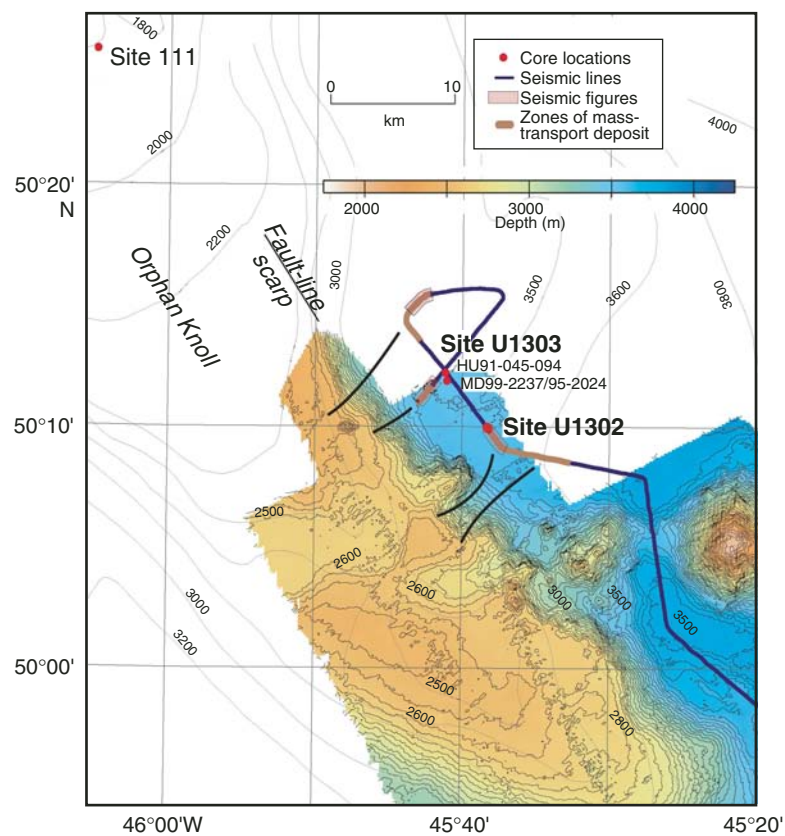 1800
Site 111
Core locations
Seismic lines
Seismic figures
Zones of mass-
transport deposit
0 10
km
4000
2000
50°20'
N
2000 3000 4000
Depth (m)
2200
Fault-line
scarp
3000
Orphan Knoll
3500
3600
3800
Site U1303
HU91-045-094
MD99-2237/95-2024
50°10'
Site U1302
2500
2600
2600
3000
3500
3500
3000
3200
50°00'
2500
2600
2800
46°00'W 45°40' 45°20'